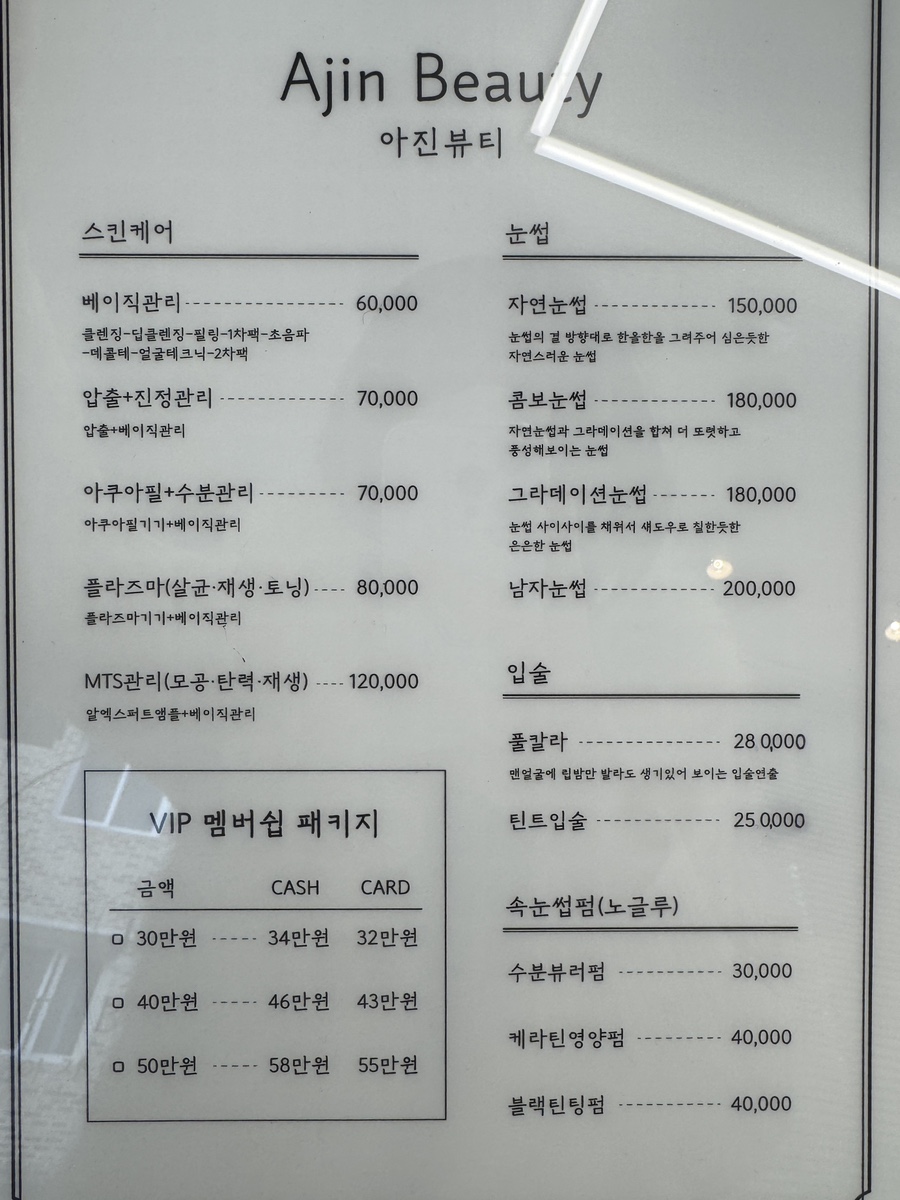 Ajin Beauty
아진뷰티
스킨케어
베이직관리 60,000
클렌징-딥클렌징-필링-1차팩-초음파
-데콜테-얼굴테크닉-2차팩
압출+진정관리 70,000
압출+베이직관리
아쿠아필+수분관리 70,000
아쿠아필기기+베이직관리
플라즈마(살균·재생·토닝) 80,000
플라즈마기기+베이직관리
MTS관리(모공·탄력·재생) 120,000
알엑스퍼트앰플+베이직관리
VIP 멤버쉽 패키지
금액 CASH CARD
30만원 34만원 32만원
40만원 46만원 43만원
50만원 58만원 55만원
눈썹
자연눈썹 150,000
눈썹의 결 방향대로 한올한올 그려주어 심은듯한
자연스러운 눈썹
콤보눈썹 180,000
자연눈썹과 그라데이션을 합쳐 더 또렷하고
풍성해보이는 눈썹
그라데이션눈썹 180,000
눈썹 사이사이를 채워서 섀도우로 칠한듯한
은은한 눈썹
남자눈썹 200,000
입술
풀칼라 280,000
맨얼굴에 립밤만 발라도 생기있어 보이는 입술연출
틴트입술 250,000
속눈썹펌(노글루)
수분뷰러펌 30,000
케라틴영양펌 40,000
블랙틴팅펌 40,000